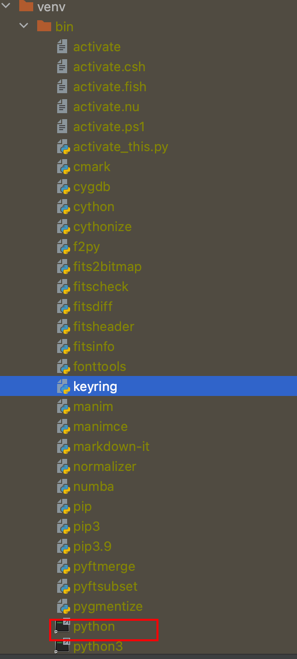 venv
bin
activate
activate.csh
activate.fish
activate.nu
activate.ps1
activate_this.py
cmark
cygdb
cython
cythonize
f2py
fits2bitmap
fitscheck
fitsdiff
fitsheader
fitsinfo
fonttools
keyring
manim
manimce
markdown-it
normalizer
numba
pip
pip3
pip3.9
pyftmerge
pyftsubset
pygmentize
python
python3